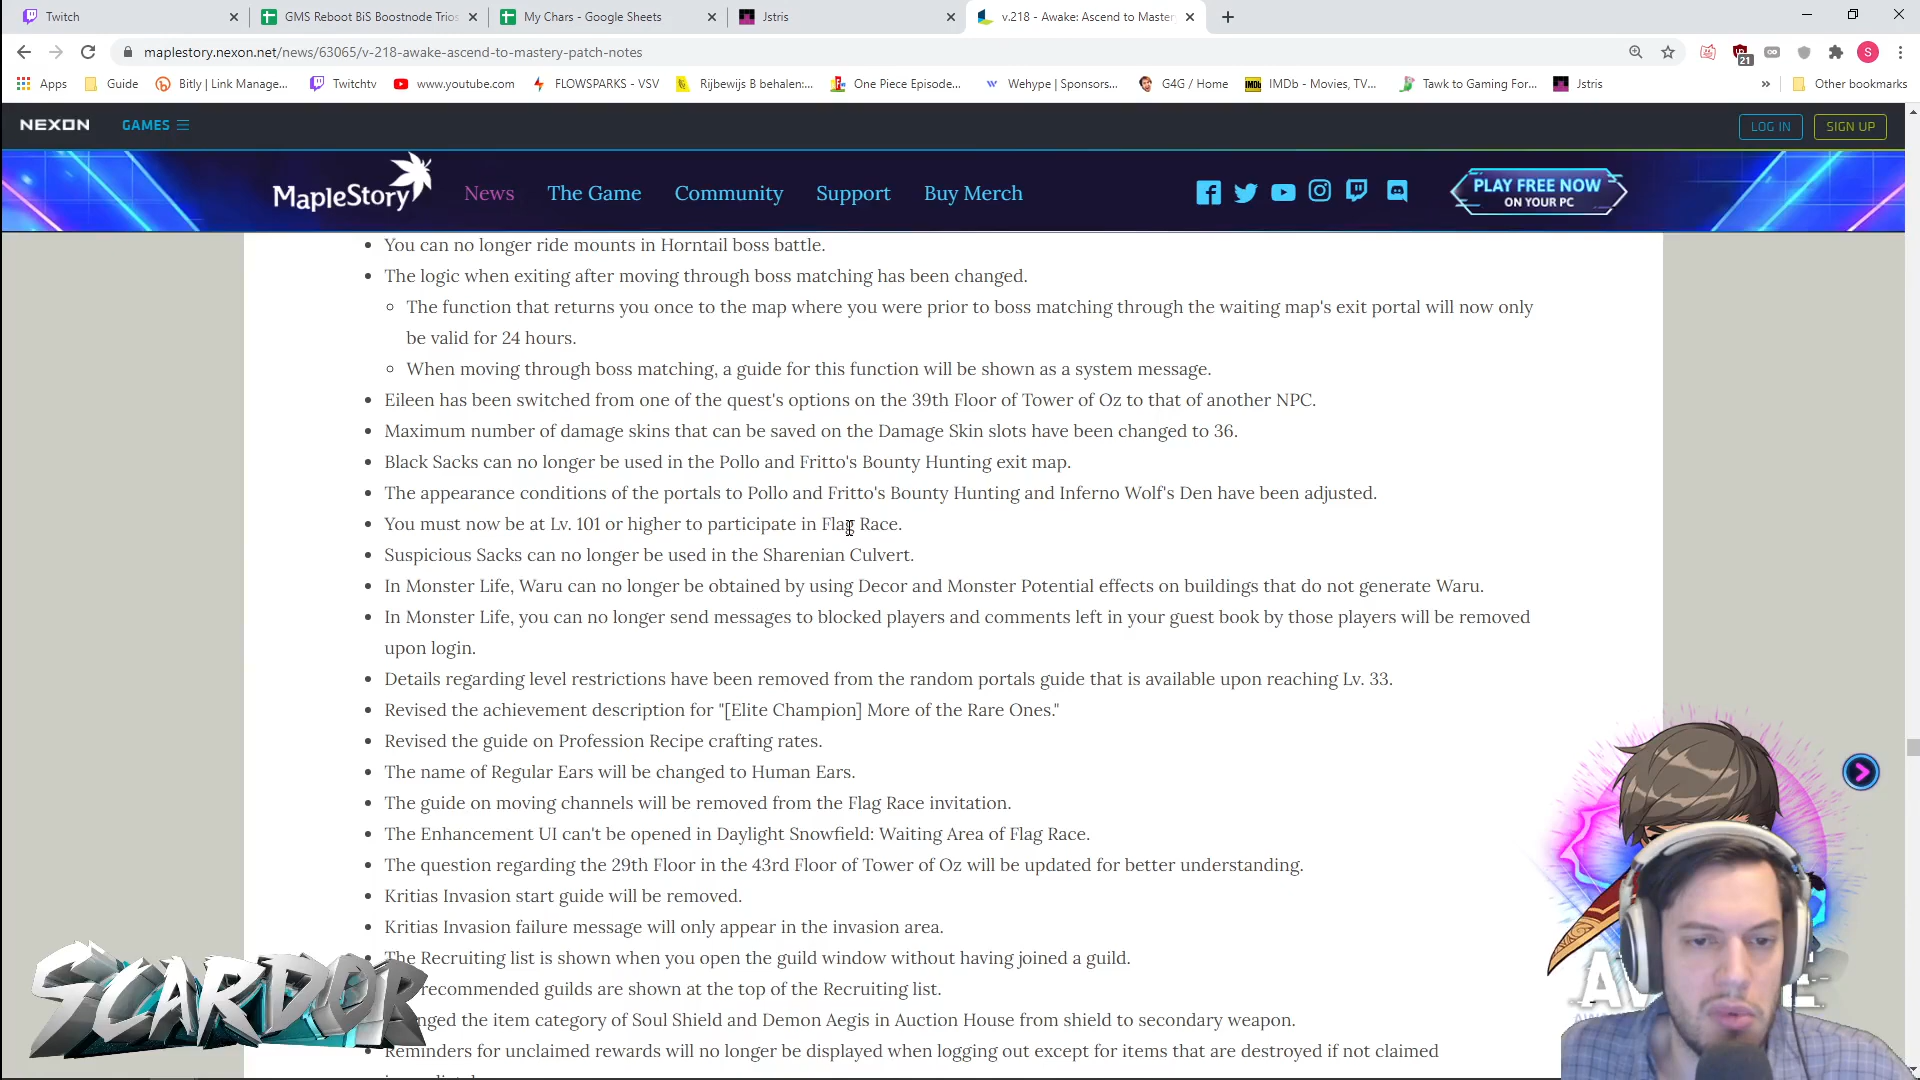 Twitch
GMS Reboot BiS Boostnode Trios
My Chars - Google Sheets
Jstris
v.218 - Awake: Ascend to Master
maplestory.nexon.net/news/63065/v-218-awake-ascend-to-mastery-patch-notes
S
21
Apps
Guide
Bitly | Link Manage...
Twitchtv
www.youtube.com
FLOWSPARKS - VSV
Rijbewijs B behalen:...
One Piece Episode...
Wehype | Sponsors...
G4G / Home
IMDb - Movies, TV...
Tawk to Gaming For...
Jstris
Other bookmarks
NEXON
GAMES
LOG IN
SIGN UP
MapleStory
News
The Game
Community
Support
Buy Merch
PLAY FREE NOW
ON YOUR PC
You can no longer ride mounts in Horntail boss battle.
The logic when exiting after moving through boss matching has been changed.
The function that returns you once to the map where you were prior to boss matching through the waiting map's exit portal will now only
be valid for 24 hours.
When moving through boss matching, a guide for this function will be shown as a system message.
Eileen has been switched from one of the quest's options on the 39th Floor of Tower of Oz to that of another NPC.
Maximum number of damage skins that can be saved on the Damage Skin slots have been changed to 36.
Black Sacks can no longer be used in the Pollo and Fritto's Bounty Hunting exit map.
The appearance conditions of the portals to Pollo and Fritto's Bounty Hunting and Inferno Wolf's Den have been adjusted.
You must now be at Lv. 101 or higher to participate in Flag Race.
Suspicious Sacks can no longer be used in the Sharenian Culvert.
In Monster Life, Waru can no longer be obtained by using Decor and Monster Potential effects on buildings that do not generate Waru.
In Monster Life, you can no longer send messages to blocked players and comments left in your guest book by those players will be removed
upon login.
Details regarding level restrictions have been removed from the random portals guide that is available upon reaching Lv. 33.
Revised the achievement description for "[Elite Champion] More of the Rare Ones."
Revised the guide on Profession Recipe crafting rates.
The name of Regular Ears will be changed to Human Ears.
The guide on moving channels will be removed from the Flag Race invitation.
The Enhancement UI can't be opened in Daylight Snowfield: Waiting Area of Flag Race.
The question regarding the 29th Floor in the 43rd Floor of Tower of Oz will be updated for better understanding.
Kritias Invasion start guide will be removed.
Kritias Invasion failure message will only appear in the invasion area.
The Recruiting list is shown when you open the guild window without having joined a guild.
recommended guilds are shown at the top of the Recruiting list.
nged the item category of Soul Shield and Demon Aegis in Auction House from shield to secondary weapon.
Reminders for unclaimed rewards will no longer be displayed when logging out except for items that are destroyed if not claimed
SCARDOR